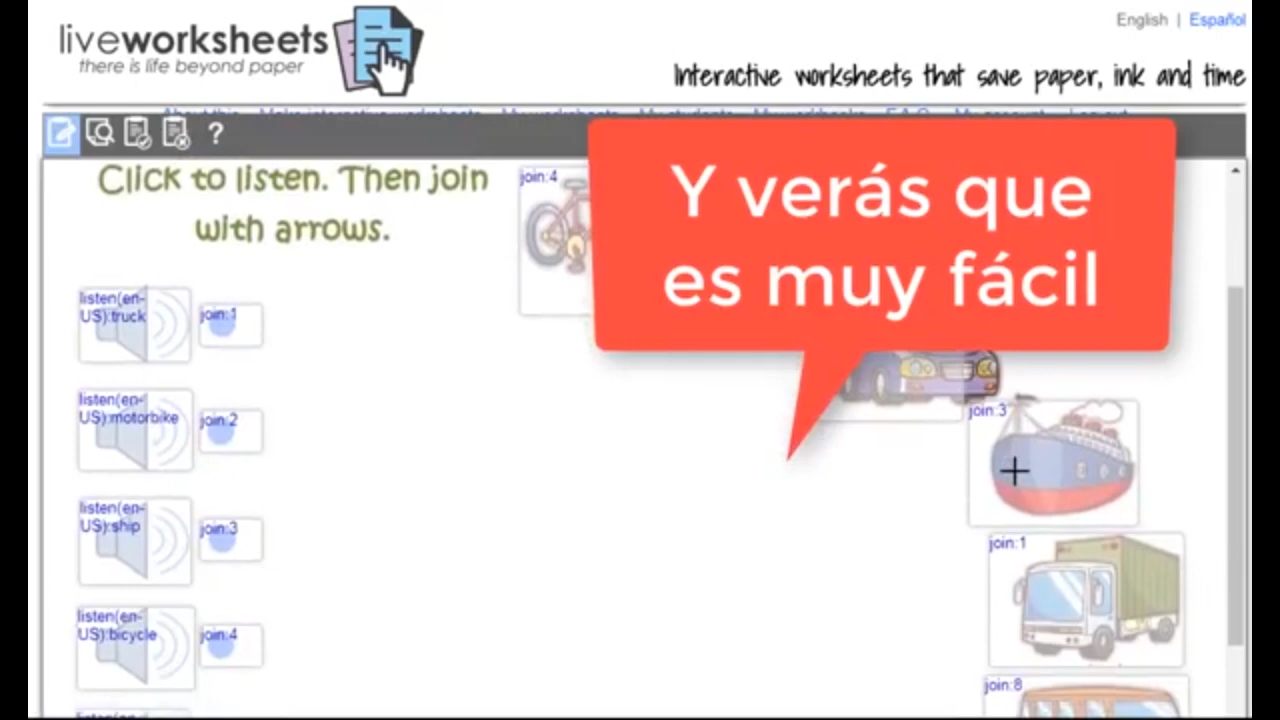 liveworksheets
there is life beyond paper
English | Español
Interactive worksheets that save paper, ink and time
?
Click to listen. Then join
with arrows.
join:4
Y verás que
es muy fácil
listen(en-
US):truck
join:1
listen(en-
US):motorbike
join:2
join:3
listen(en-
US):ship
join:3
join:1
listen(en-
US):bicycle
join:4
join:8